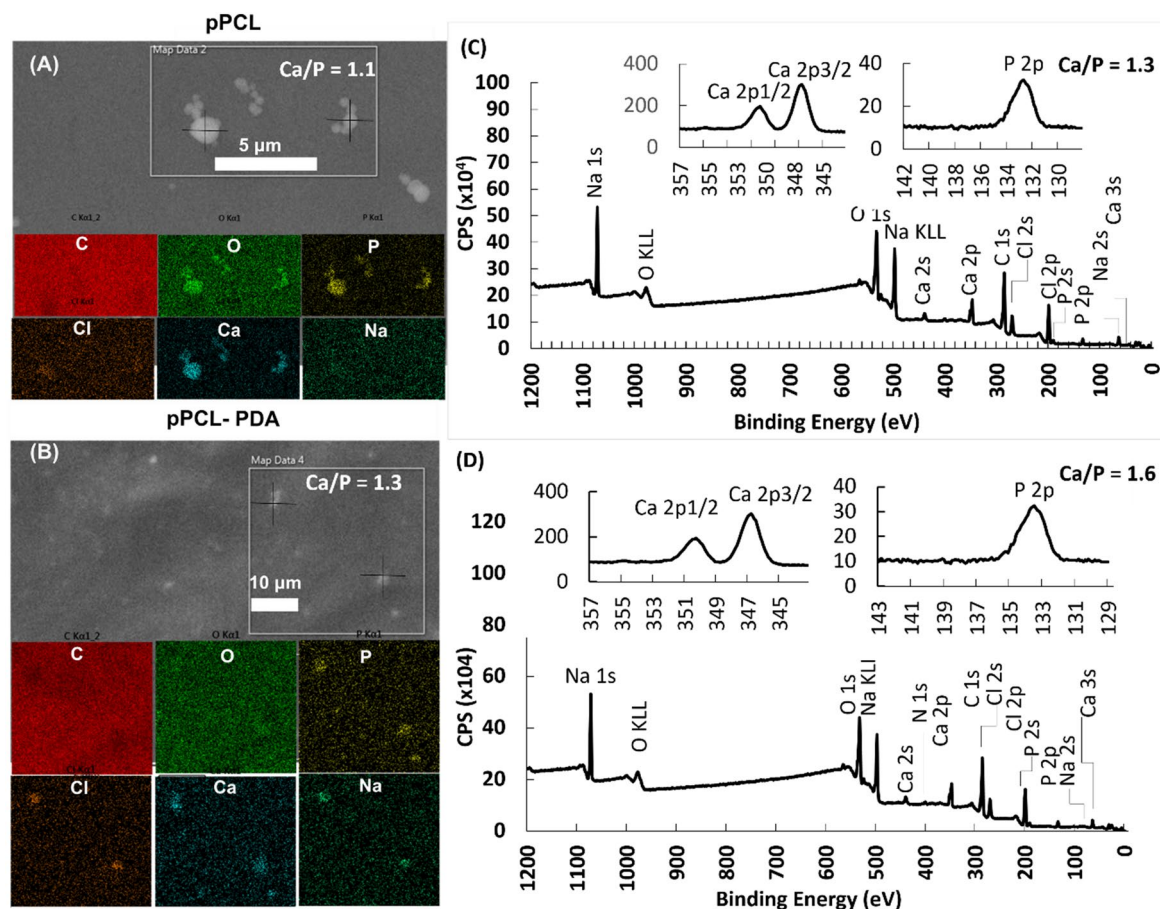 pPCL
(A)
Map Data 2
Ca/P = 1.1
5 µm
C Kα1_2
O Kα1
P Kα1
C
O
P
Cl
Ca
Na
pPCL- PDA
(B)
Map Data 4
Ca/P = 1.3
10 µm
C Kα1_2
O Kα1
P Kα1
C
O
P
Cl
Ca
Na
(C)
Ca/P = 1.3
CPS (x10⁴)
100
90
80
70
60
50
40
30
20
10
0
400
200
0
Ca 2p1/2
Ca 2p3/2
357
355
353
350
348
345
40
20
0
P 2p
142
140
138
136
134
132
130
Na 1s
O KLL
O 1s
Na KLL
Ca 2s
Ca 2p
C 1s
Cl 2s
Cl 2p
P 2s
P 2p
Na 2s
Ca 3s
1200
1100
1000
900
800
700
600
500
400
300
200
100
0
Binding Energy (eV)
(D)
Ca/P = 1.6
CPS (x104)
120
100
80
60
40
20
0
400
200
0
Ca 2p1/2
Ca 2p3/2
357
355
353
351
349
347
345
40
30
20
10
0
P 2p
143
141
139
137
135
133
131
129
Na 1s
O KLL
O 1s
Na KLI
Ca 2s
N 1s
Ca 2p
C 1s
Cl 2s
Cl 2p
P 2s
P 2p
Na 2s
Ca 3s
1200
1100
1000
900
800
700
600
500
400
300
200
100
0
Binding Energy (eV)